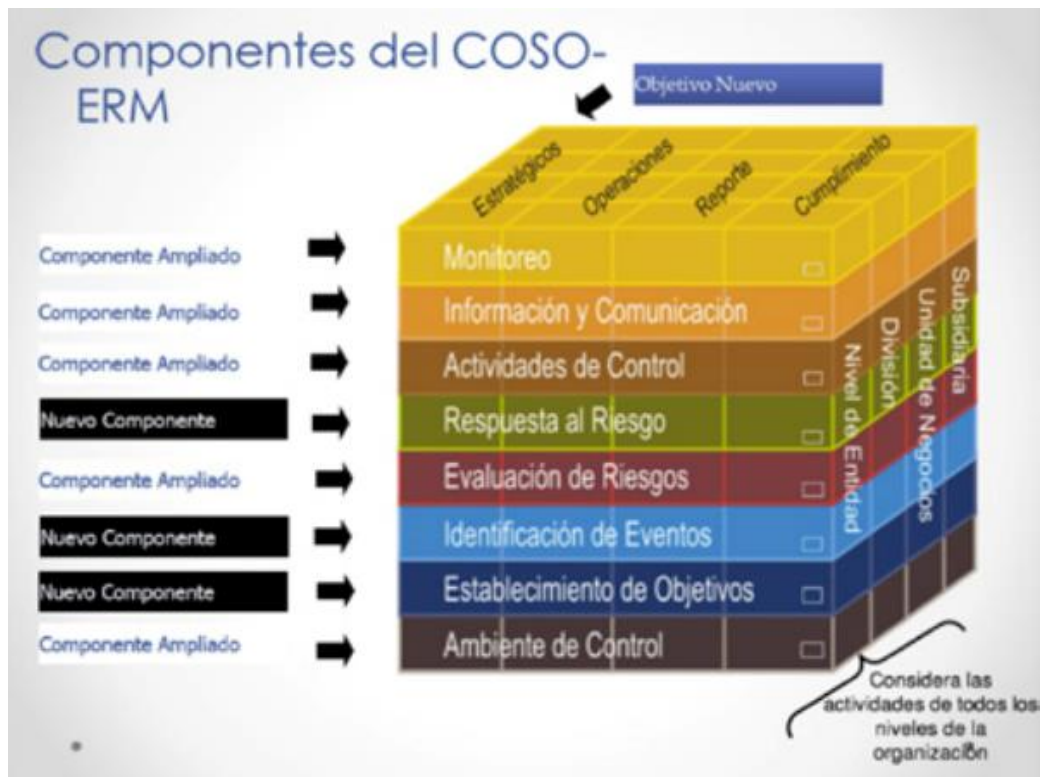 Componentes del COSO-
ERM
Objetivo Nuevo
Estratégicos
Operaciones
Reporte
Cumplimiento
Componente Ampliado
Monitoreo
Componente Ampliado
Información y Comunicación
Componente Ampliado
Actividades de Control
Nuevo Componente
Respuesta al Riesgo
Componente Ampliado
Evaluación de Riesgos
Nuevo Componente
Identificación de Eventos
Nuevo Componente
Establecimiento de Objetivos
Componente Ampliado
Ambiente de Control
Nivel de Entidad
División
Unidad de Negocios
Subsidiaria
Considera las
actividades de todos los
niveles de la
organización